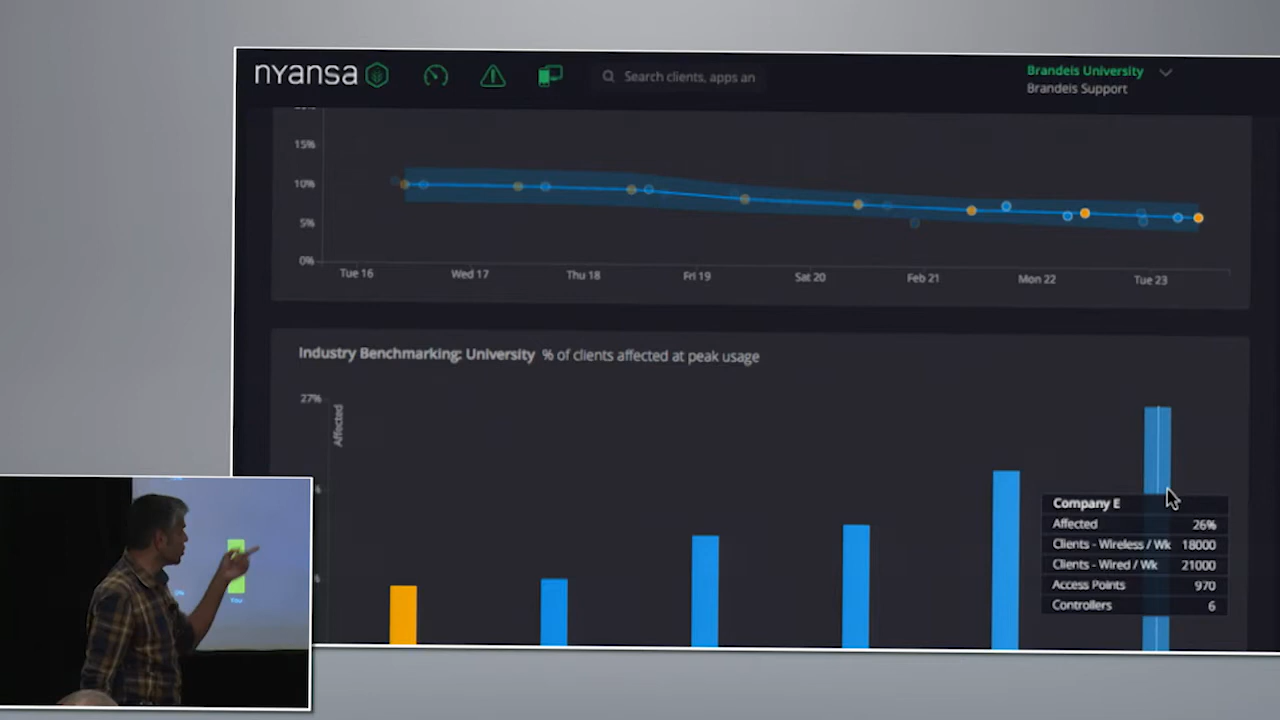 nyansa
Search clients, apps an
Brandeis University
Brandeis Support
15%
10%
5%
0%
Tue 16
Wed 17
Thu 18
Fri 19
Sat 20
Feb 21
Mon 22
Tue 23
Industry Benchmarking: University % of clients affected at peak usage
27%
Affected
Company E
Affected 26%
Clients - Wireless / Wk 18000
Clients - Wired / Wk 21000
Access Points 970
Controllers 6
You